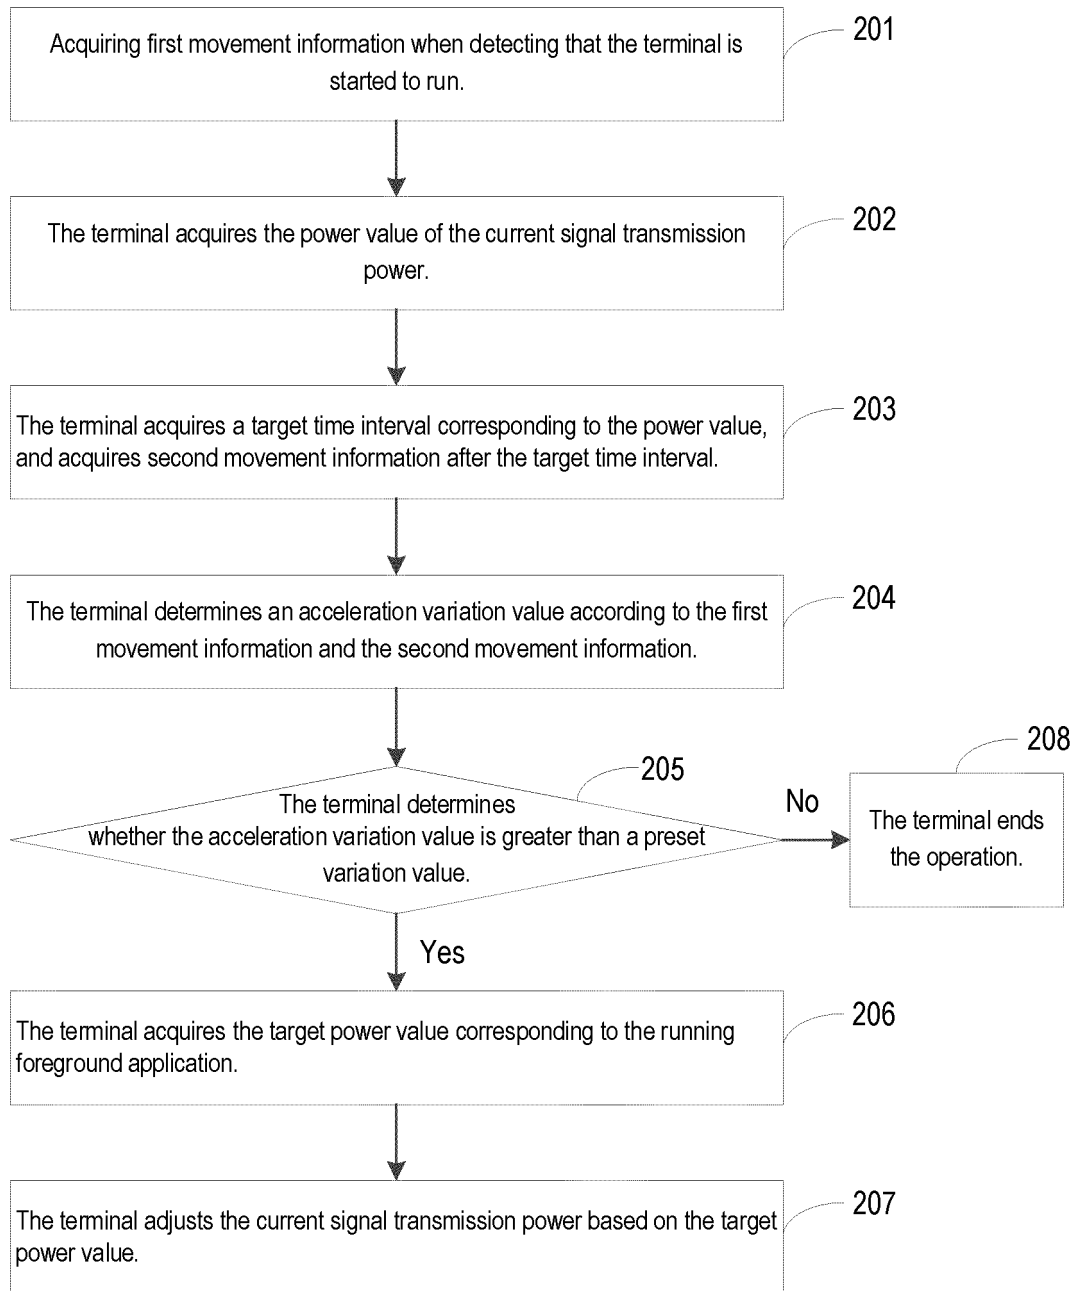 Acquiring first movement information when detecting that the terminal is
started to run.
201
The terminal acquires the power value of the current signal transmission
power.
202
The terminal acquires a target time interval corresponding to the power value,
and acquires second movement information after the target time interval.
203
The terminal determines an acceleration variation value according to the first
movement information and the second movement information.
204
The terminal determines
whether the acceleration variation value is greater than a preset
variation value.
205
No
The terminal ends
the operation.
208
Yes
The terminal acquires the target power value corresponding to the running
foreground application.
206
The terminal adjusts the current signal transmission power based on the target
power value.
207